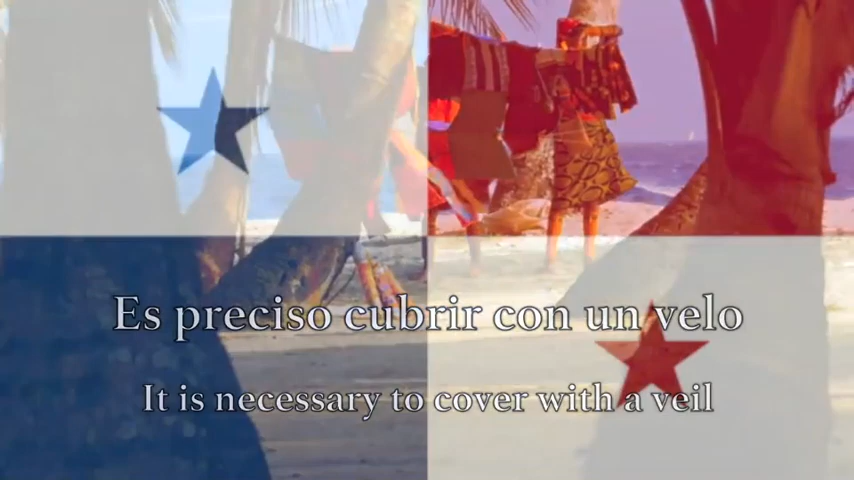 Es preciso cubrir con un velo
It is necessary to cover with a veil